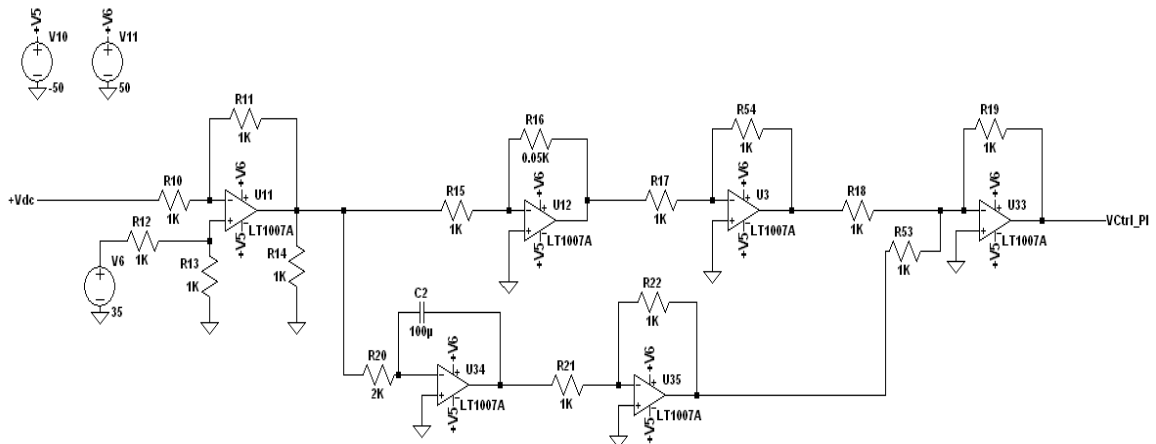 +V5
V10
-50
+V6
V11
50
+Vdc
R10
1K
R11
1K
+V6
U11
LT1007A
+V5
R12
1K
V6
35
R13
1K
R14
1K
R15
1K
R16
0.05K
+V6
U12
LT1007A
+V5
R17
1K
R54
1K
+V6
U3
LT1007A
+V5
R18
1K
R53
1K
R19
1K
+V6
U33
LT1007A
+V5
VCtrl_PI
R20
2K
C2
100µ
+V6
U34
LT1007A
+V5
R21
1K
R22
1K
+V6
U35
LT1007A
+V5